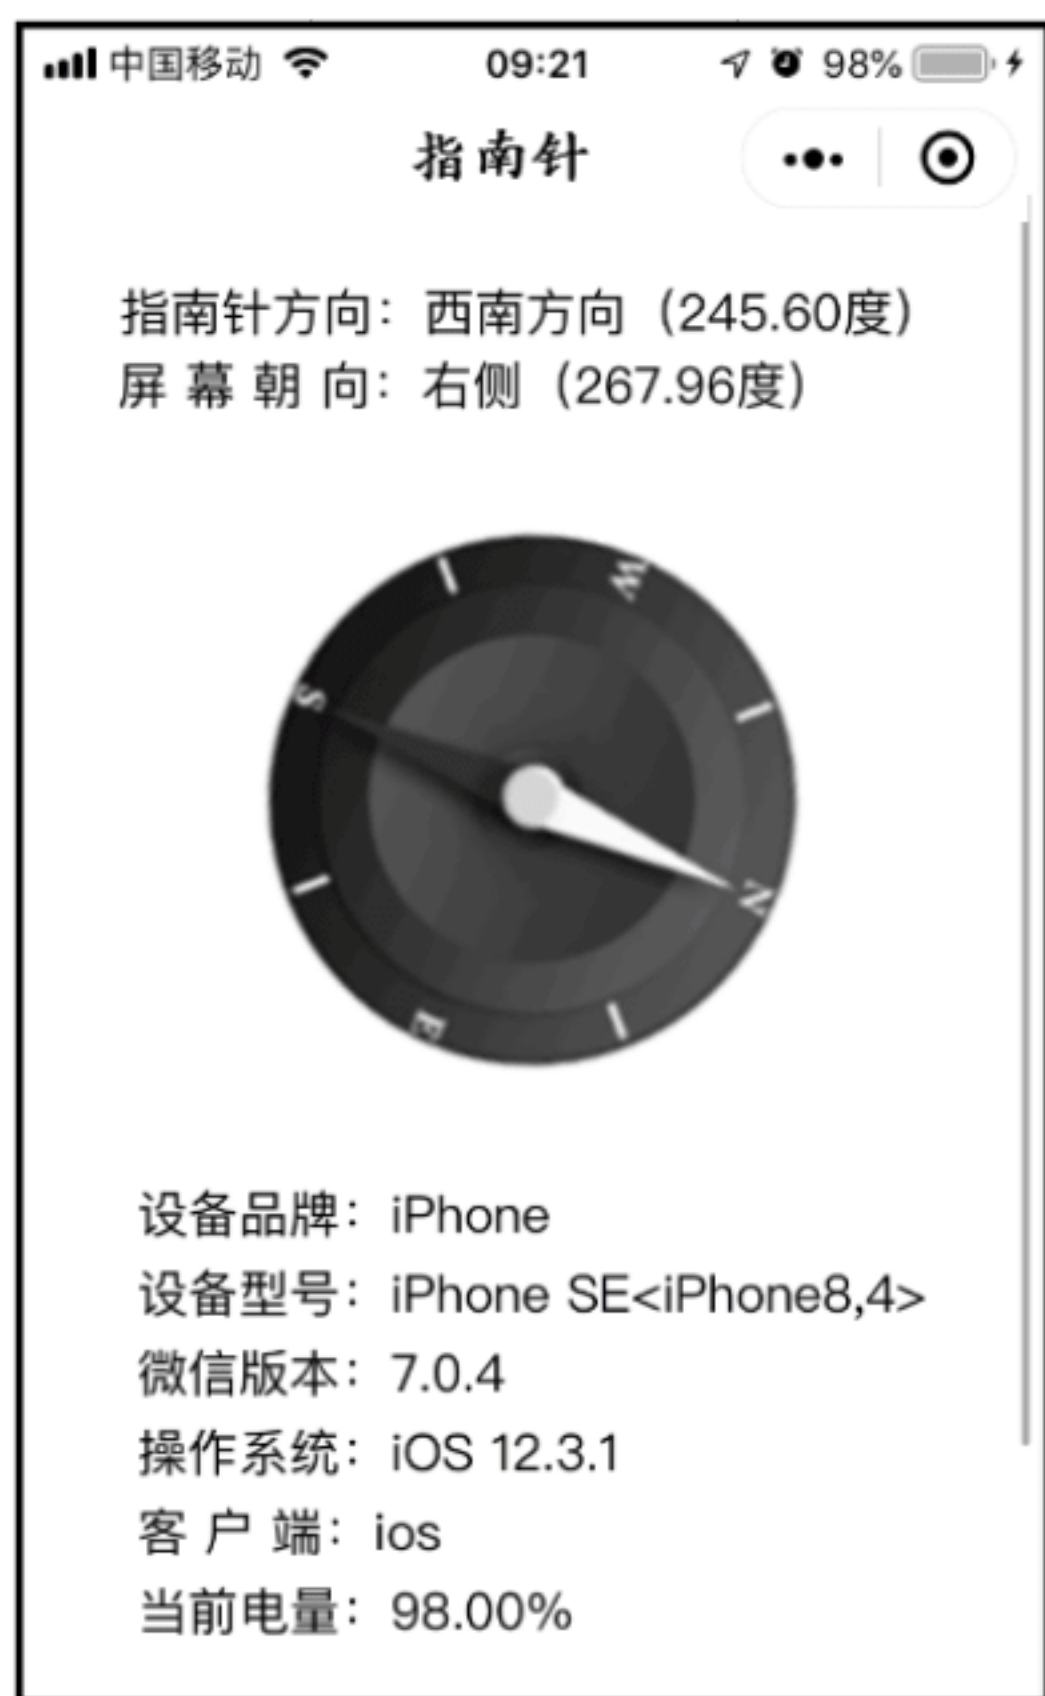 中国移动 09:21 98%
指南针
指南针方向：西南方向（245.60度）
屏 幕 朝 向：右侧（267.96度）
W
S
N
E
设备品牌：iPhone
设备型号：iPhone SE<iPhone8,4>
微信版本：7.0.4
操作系统：iOS 12.3.1
客 户 端：ios
当前电量：98.00%